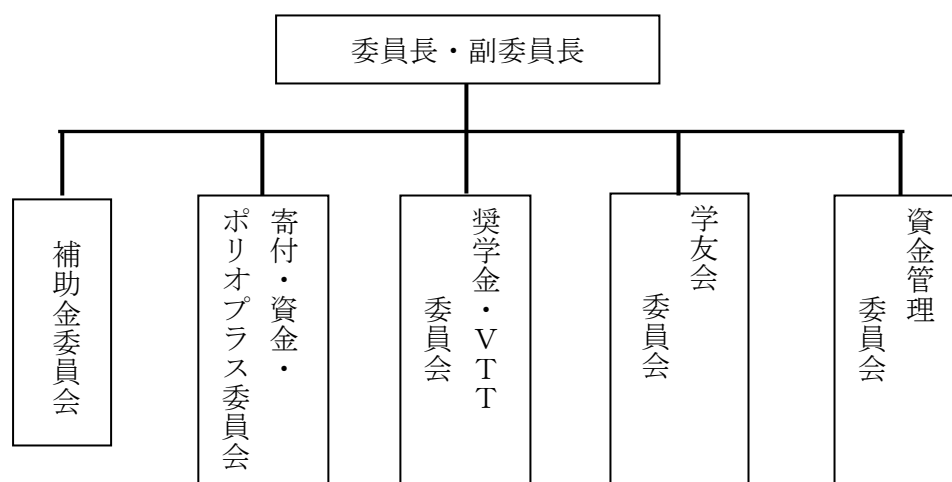 委員長・副委員長
補助金委員会
寄付・資金・
ポリオプラス委員会
奨学金・ＶＴＴ
委員会
学友会
委員会
資金管理
委員会